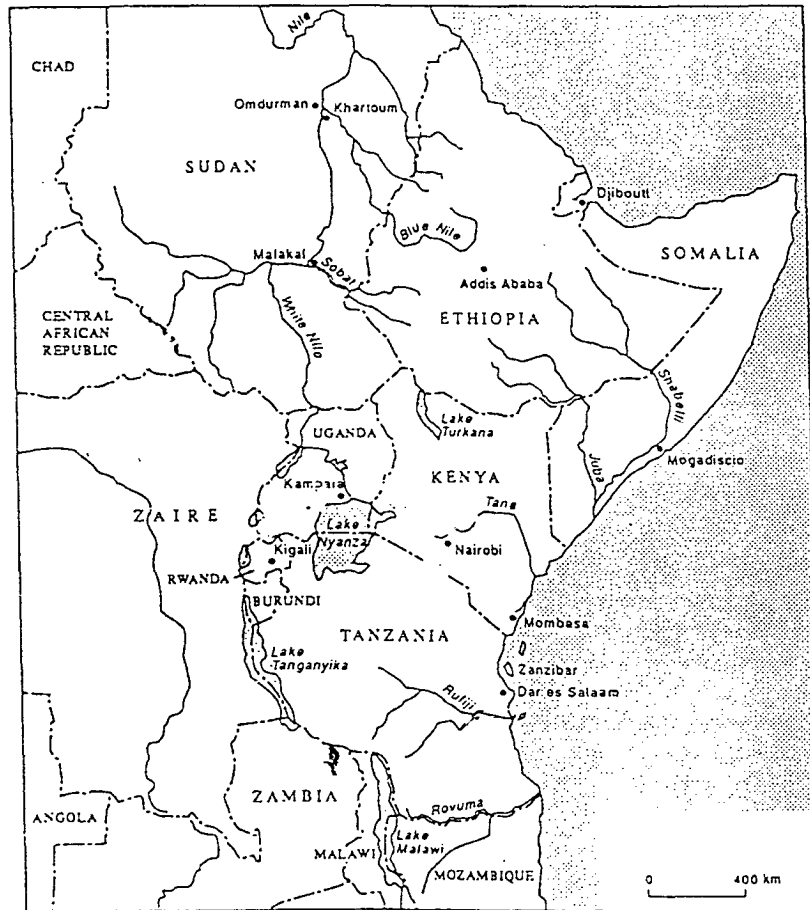 Nile
CHAD
Omdurman
Khartoum
SUDAN
Djibouti
Blue Nile
SOMALIA
Malakal
Sobat
Addis Ababa
CENTRAL
AFRICAN
REPUBLIC
White Nile
ETHIOPIA
Shabelli
Lake
Turkana
UGANDA
Juba
Mogadiscio
Kampala
KENYA
Tana
ZAIRE
Lake
Nyanza
Nairobi
Kigali
RWANDA
BURUNDI
Mombasa
TANZANIA
Lake
Tanganyika
Zanzibar
Dar es Salaam
Rufiji
ZAMBIA
Rovuma
ANGOLA
Lake
Malawi
MALAWI
MOZAMBIQUE
0 400 km